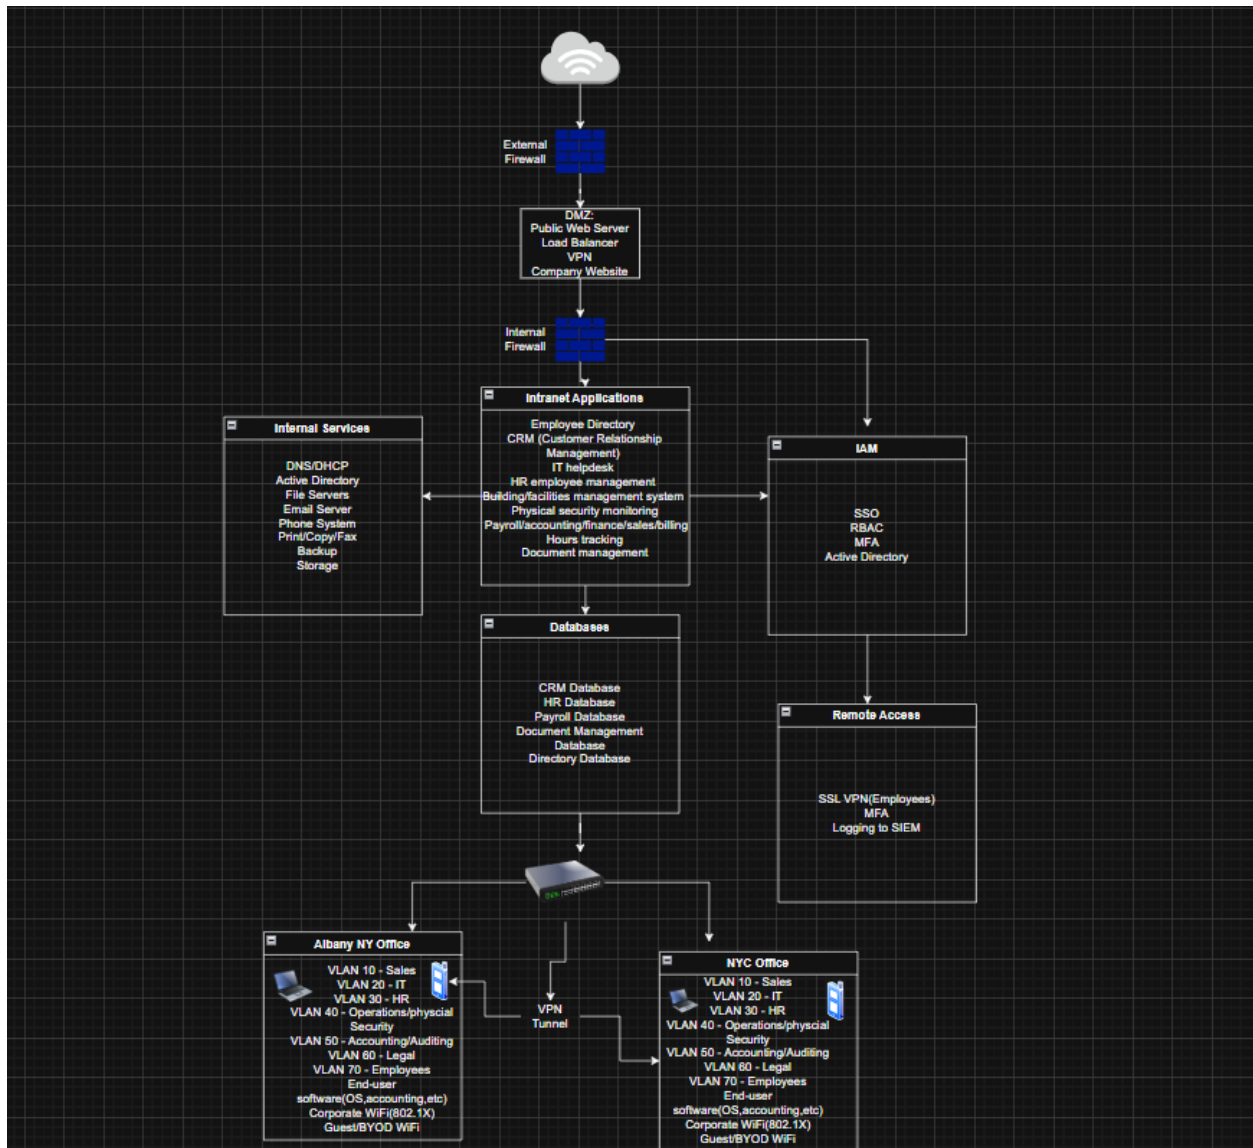 External
Firewall
DMZ:
Public Web Server
Load Balancer
VPN
Company Website
Internal
Firewall
Intranet Applications
Employee Directory
CRM (Customer Relationship
Management)
IT helpdesk
HR employee management
Building/facilities management system
Physical security monitoring
Payroll/accounting/finance/sales/billing
Hours tracking
Document management
Internal Services
DNS/DHCP
Active Directory
File Servers
Email Server
Phone System
Print/Copy/Fax
Backup
Storage
IAM
SSO
RBAC
MFA
Active Directory
Databases
CRM Database
HR Database
Payroll Database
Document Management
Database
Directory Database
Remote Access
SSL VPN(Employees)
MFA
Logging to SIEM
Albany NY Office
VLAN 10 - Sales
VLAN 20 - IT
VLAN 30 - HR
VLAN 40 - Operations/physcial
Security
VLAN 50 - Accounting/Auditing
VLAN 60 - Legal
VLAN 70 - Employees
End-user
software(OS,accounting,etc)
Corporate WiFi(802.1X)
Guest/BYOD WiFi
VPN
Tunnel
NYC Office
VLAN 10 - Sales
VLAN 20 - IT
VLAN 30 - HR
VLAN 40 - Operations/physcial
Security
VLAN 50 - Accounting/Auditing
VLAN 60 - Legal
VLAN 70 - Employees
End-user
software(OS,accounting,etc)
Corporate WiFi(802.1X)
Guest/BYOD WiFi